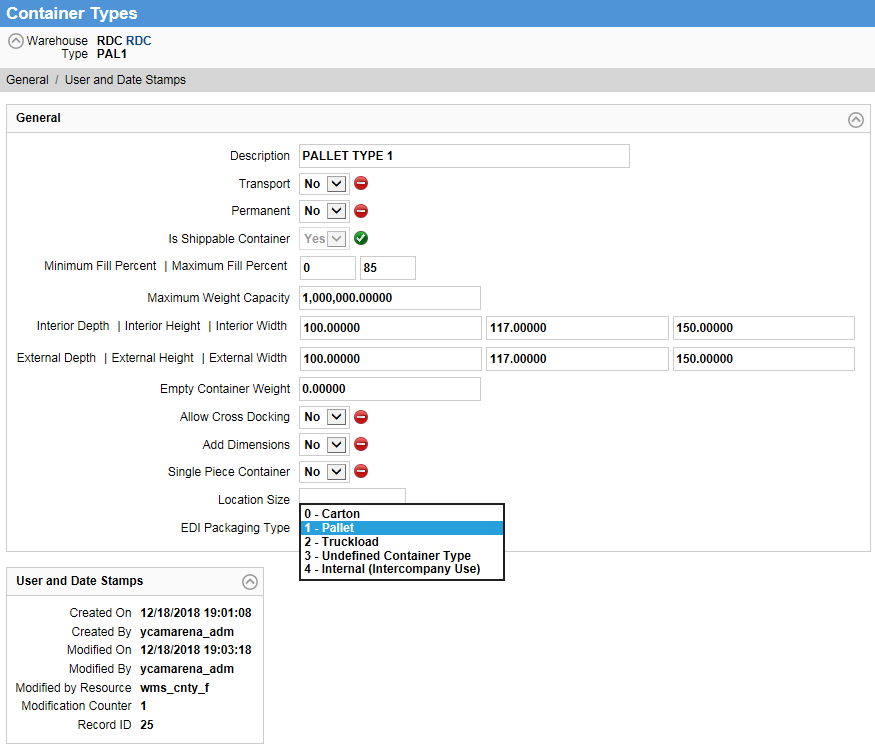 Container Types
Warehouse RDC RDC
Type PAL1
General / User and Date Stamps
General
Description PALLET TYPE 1
Transport No
Permanent No
Is Shippable Container Yes
Minimum Fill Percent | Maximum Fill Percent 0 85
Maximum Weight Capacity 1,000,000.00000
Interior Depth | Interior Height | Interior Width 100.00000 117.00000 150.00000
External Depth | External Height | External Width 100.00000 117.00000 150.00000
Empty Container Weight 0.00000
Allow Cross Docking No
Add Dimensions No
Single Piece Container No
Location Size
EDI Packaging Type
0 - Carton
1 - Pallet
2 - Truckload
3 - Undefined Container Type
4 - Internal (Intercompany Use)
User and Date Stamps
Created On 12/18/2018 19:01:08
Created By ycamarena_adm
Modified On 12/18/2018 19:03:18
Modified By ycamarena_adm
Modified by Resource wms_cnty_f
Modification Counter 1
Record ID 25